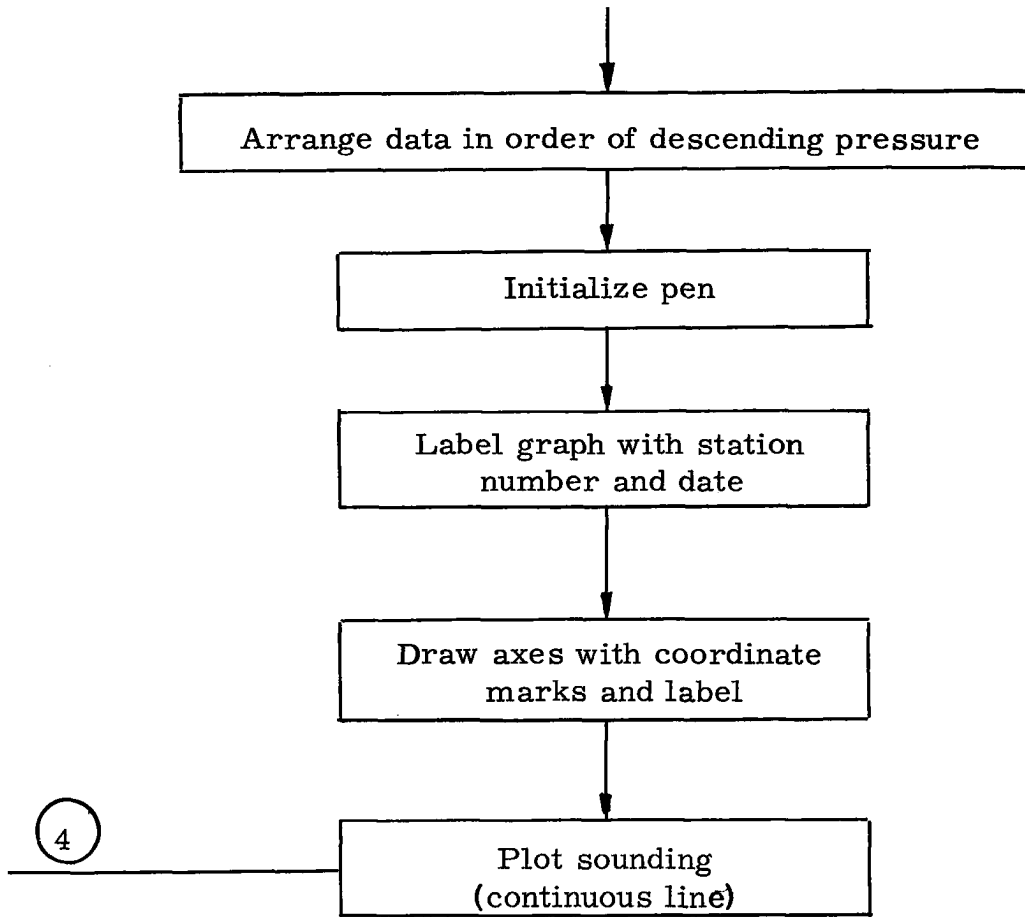 Arrange data in order of descending pressure
Initialize pen
Label graph with station
number and date
Draw axes with coordinate
marks and label
4
Plot sounding
(continuous line)